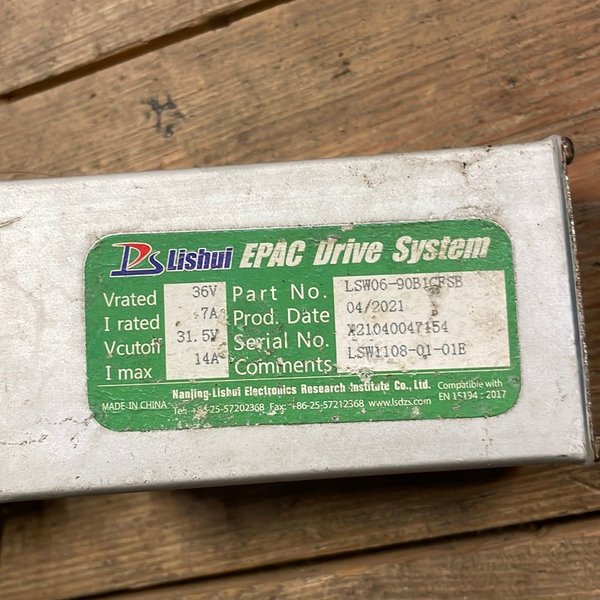 Lishui EPAC Drive System
Vrated 36V Part No. LSW06-90B1CFSB
I rated 7A Prod. Date 04/2021
Vcutoff 31.5V Serial No. X21040047154
I max 14A Comments LSW1108-01-01E
Nanjing Lishui Electronics Research Institute Co., Ltd. Compatible with
MADE IN CHINA Tel: +86-25-57202368 Fax: +86-25-57212368 www.lsdzs.com EN 15194 : 2017